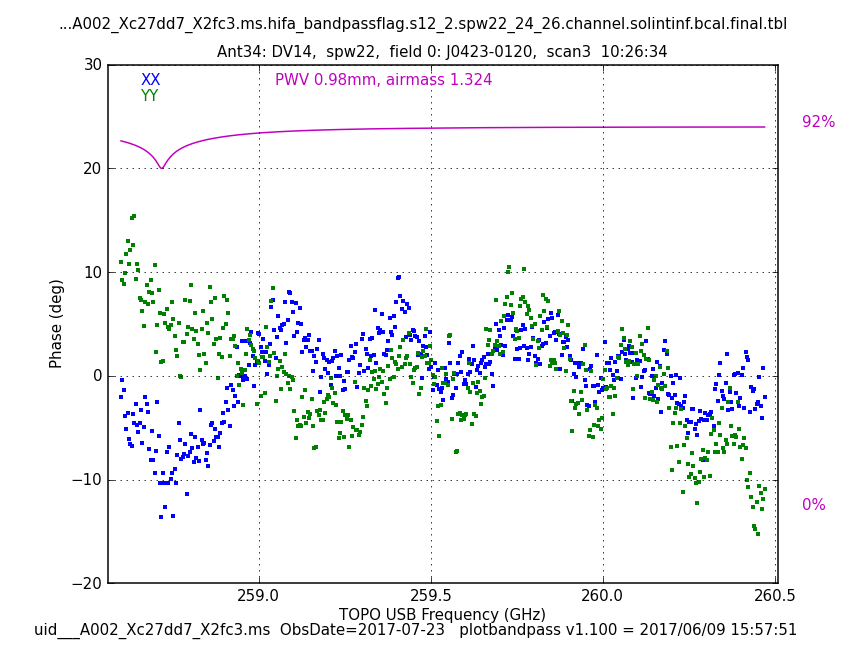 ...A002_Xc27dd7_X2fc3.ms.hifa_bandpassflag.s12_2.spw22_24_26.channel.solintinf.bcal.final.tbl
Ant34: DV14,  spw22,  field 0: J0423-0120,  scan3  10:26:34
30
XX
PWV 0.98mm, airmass 1.324
YY
92%
20
10
Phase (deg)
0
−10
0%
−20
259.0
259.5
260.0
260.5
TOPO USB Frequency (GHz)
uid___A002_Xc27dd7_X2fc3.ms  ObsDate=2017-07-23   plotbandpass v1.100 = 2017/06/09 15:57:51